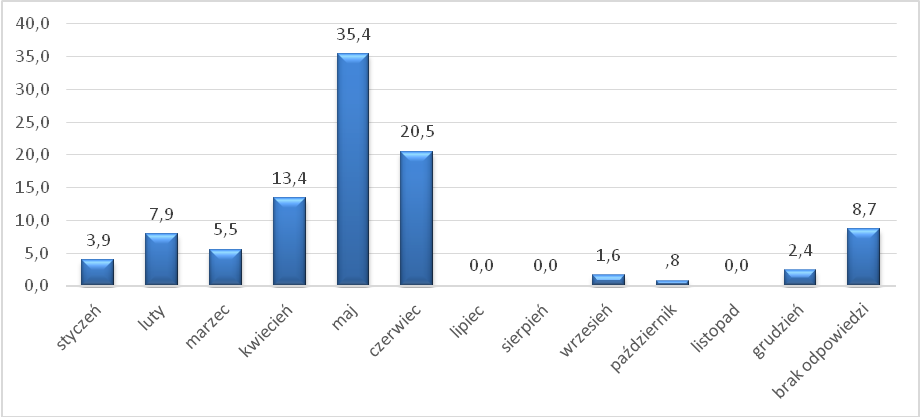 40,0
35,0
30,0
25,0
20,0
15,0
10,0
5,0
0,0
3,9
7,9
5,5
13,4
35,4
20,5
0,0
0,0
1,6
,8
0,0
2,4
8,7
styczeń
luty
marzec
kwiecień
maj
czerwiec
lipiec
sierpień
wrzesień
październik
listopad
grudzień
brak odpowiedzi